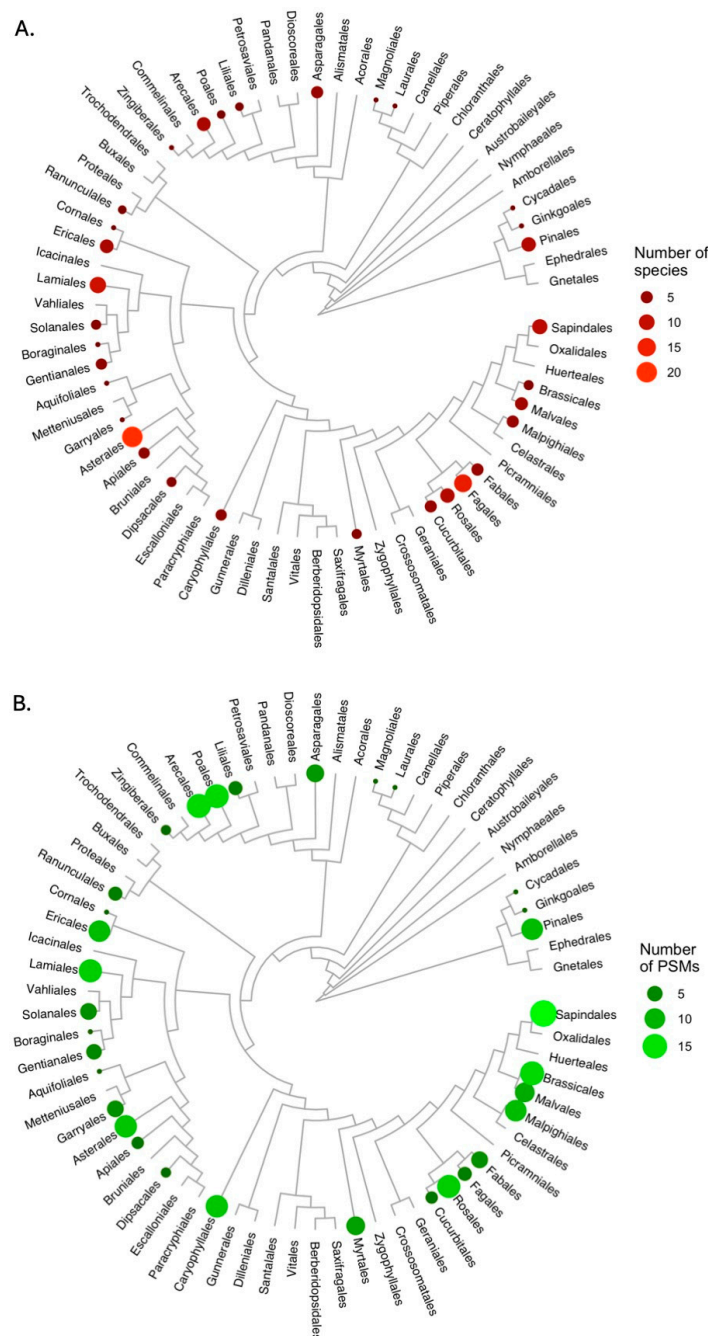 A.
Zingiberales
Commelinales
Arecales
Poales
Liliales
Petrosaviales
Pandanales
Dioscoreales
Asparagales
Alismatales
Acorales
Magnoliales
Laurales
Canellales
Piperales
Chloranthales
Ceratophyllales
Austrobaileyales
Nymphaeales
Amborellales
Cycadales
Ginkgoales
Pinales
Ephedrales
Gnetales
Sapindales
Oxalidales
Huerteales
Brassicales
Malvales
Malpighiales
Celastrales
Picramniales
Fabales
Fagales
Rosales
Cucurbitales
Geraniales
Crossosomatales
Zygophyllales
Myrtales
Saxifragales
Berberidopsidales
Vitales
Santalales
Dilleniales
Gunnerales
Caryophyllales
Paracryphiales
Escalloniales
Dipsacales
Bruniales
Apiales
Asterales
Garryales
Metteniusales
Aquifoliales
Gentianales
Boraginales
Solanales
Vahliales
Lamiales
Icacinales
Ericales
Cornales
Ranunculales
Proteales
Buxales
Trochodendrales
Number of
species
5
10
15
20
B.
Zingiberales
Commelinales
Arecales
Poales
Liliales
Petrosaviales
Pandanales
Dioscoreales
Asparagales
Alismatales
Acorales
Magnoliales
Laurales
Canellales
Piperales
Chloranthales
Ceratophyllales
Austrobaileyales
Nymphaeales
Amborellales
Cycadales
Ginkgoales
Pinales
Ephedrales
Gnetales
Sapindales
Oxalidales
Huerteales
Brassicales
Malvales
Malpighiales
Celastrales
Picramniales
Fabales
Fagales
Rosales
Cucurbitales
Geraniales
Crossosomatales
Zygophyllales
Myrtales
Saxifragales
Berberidopsidales
Vitales
Santalales
Dilleniales
Gunnerales
Caryophyllales
Paracryphiales
Escalloniales
Dipsacales
Bruniales
Apiales
Asterales
Garryales
Metteniusales
Aquifoliales
Gentianales
Boraginales
Solanales
Vahliales
Lamiales
Icacinales
Ericales
Cornales
Ranunculales
Proteales
Buxales
Trochodendrales
Number
of PSMs
5
10
15